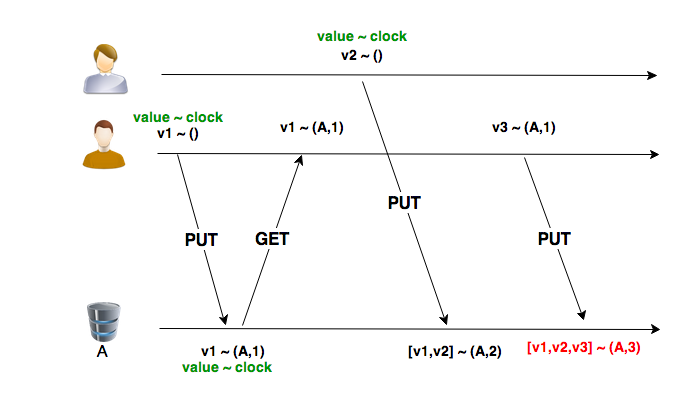 value ~ clock
v2 ~ ()
value ~ clock
v1 ~ ()
v1 ~ (A,1)
v3 ~ (A,1)
PUT
PUT
GET
PUT
A
v1 ~ (A,1)
value ~ clock
[v1,v2] ~ (A,2)
[v1,v2,v3] ~ (A,3)